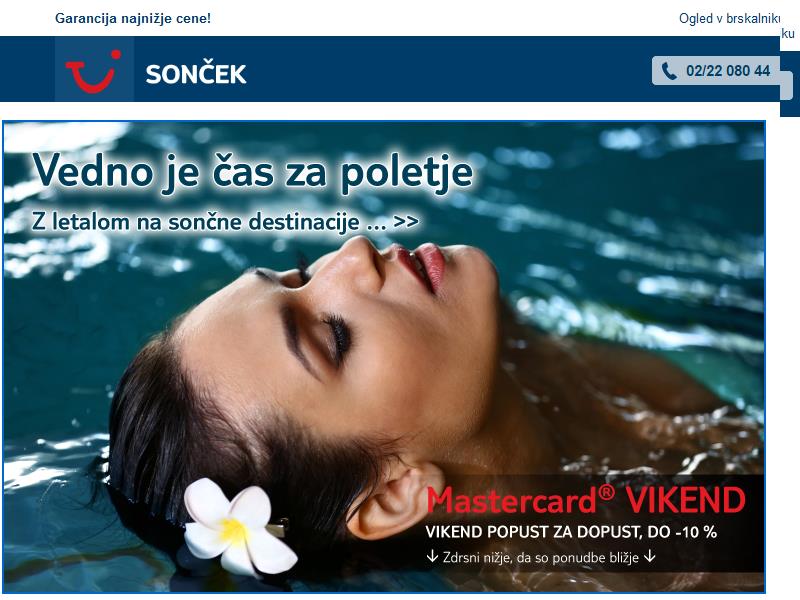 Garancija najnižje cene!
Ogled v brskalniku
ku
SONČEK
02/22 080 44
Vedno je čas za poletje
Z letalom na sončne destinacije ... >>
Mastercard® VIKEND
VIKEND POPUST ZA DOPUST, DO -10 %
↓ Zdrsni nižje, da so ponudbe bližje ↓